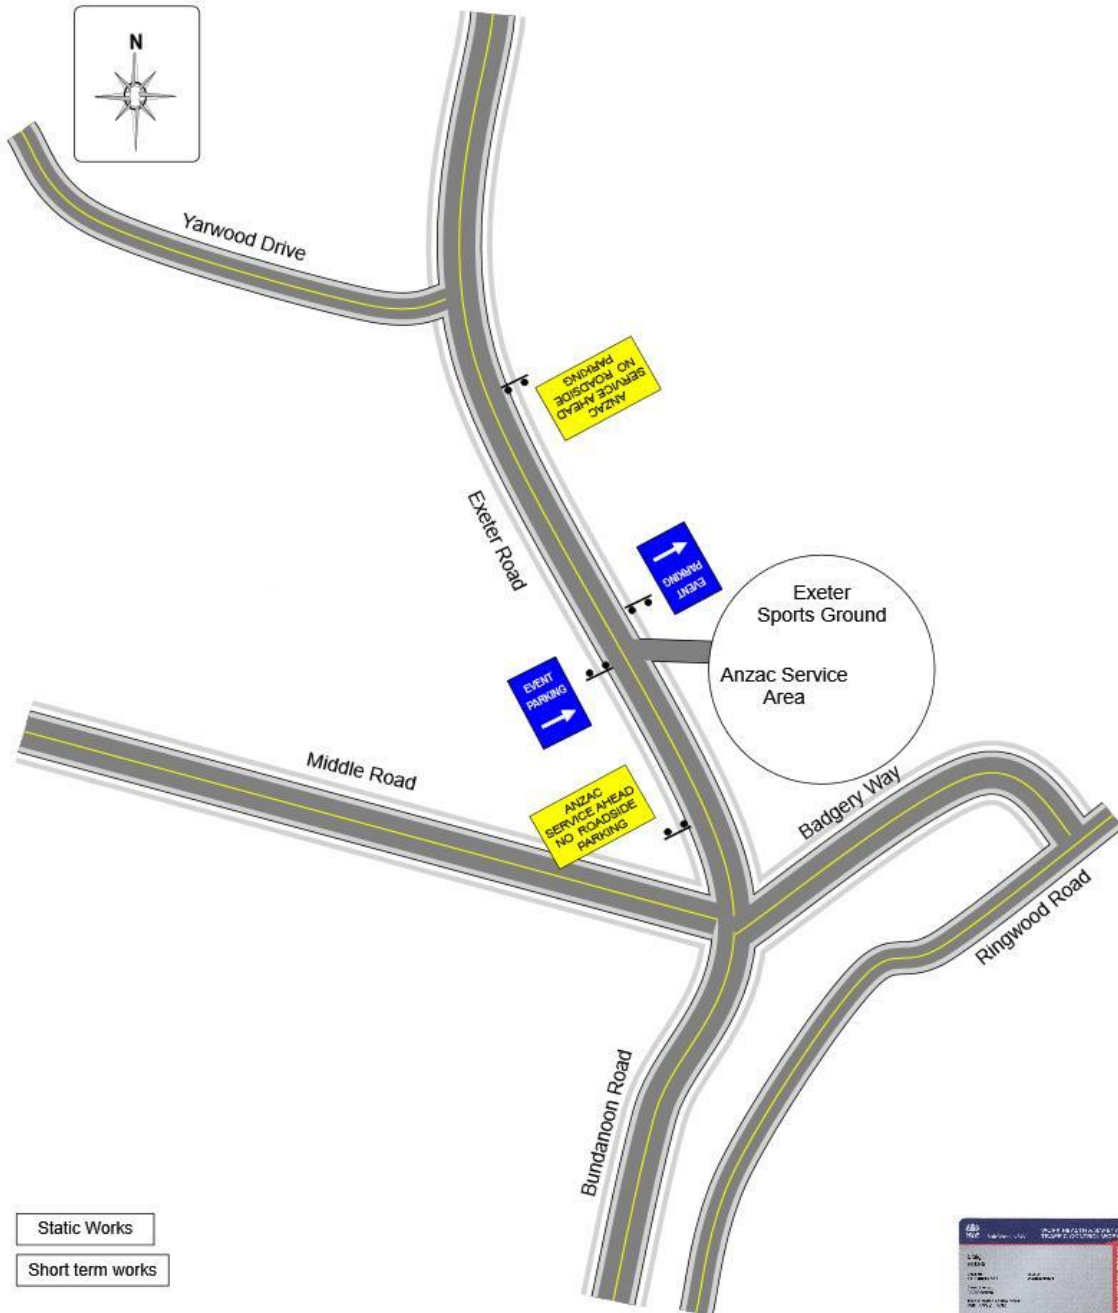 N
Yarwood Drive
ANZAC
SERVICE AHEAD
NO ROADSIDE
PARKING
Exeter Road
EVENT
PARKING
Exeter
Sports Ground
Anzac Service
Area
EVENT
PARKING
Middle Road
ANZAC
SERVICE AHEAD
NO ROADSIDE
PARKING
Badgery Way
Ringwood Road
Bundanoon Road
Static Works
Short term works